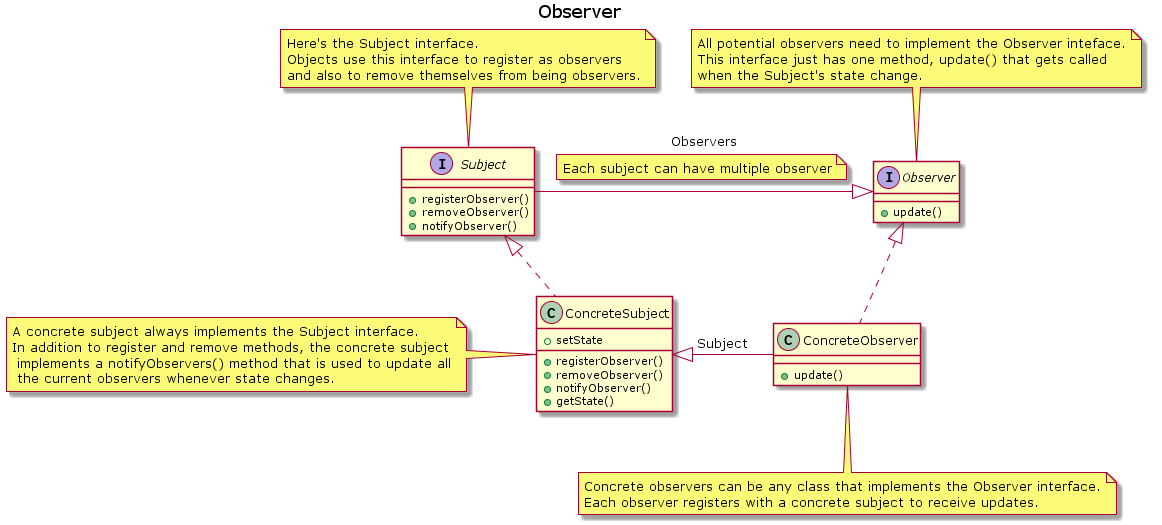 Observer
Here's the Subject interface.
Objects use this interface to register as observers
and also to remove themselves from being observers.
All potential observers need to implement the Observer inteface.
This interface just has one method, update() that gets called
when the Subject's state change.
Observers
Each subject can have multiple observer
I Subject
registerObserver()
removeObserver()
notifyObserver()
I Observer
update()
A concrete subject always implements the Subject interface.
In addition to register and remove methods, the concrete subject
implements a notifyObservers() method that is used to update all
the current observers whenever state changes.
C ConcreteSubject
setState
registerObserver()
removeObserver()
notifyObserver()
getState()
Subject
C ConcreteObserver
update()
Concrete observers can be any class that implements the Observer interface.
Each observer registers with a concrete subject to receive updates.